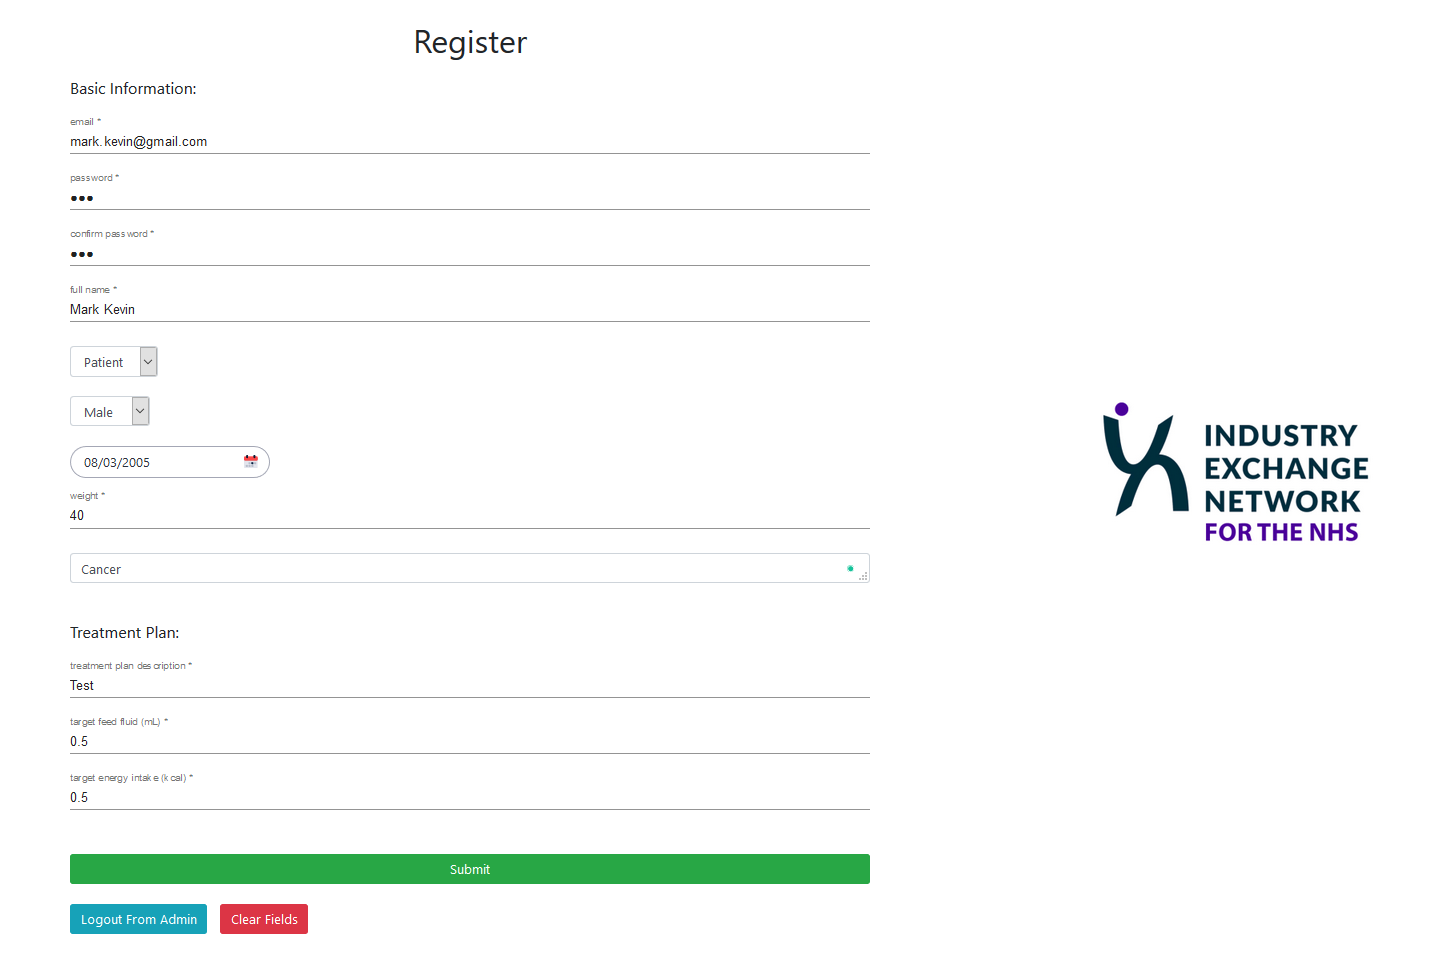 Register
Basic Information:
email *
mark.kevin@gmail.com
password *
●●●
confirm password *
●●●
full name *
Mark Kevin
Patient
Male
08/03/2005
weight *
40
Cancer
INDUSTRY
EXCHANGE
NETWORK
FOR THE NHS
Treatment Plan:
treatment plan description *
Test
target feed fluid (mL) *
0.5
target energy intake (kcal) *
0.5
Submit
Logout From Admin
Clear Fields